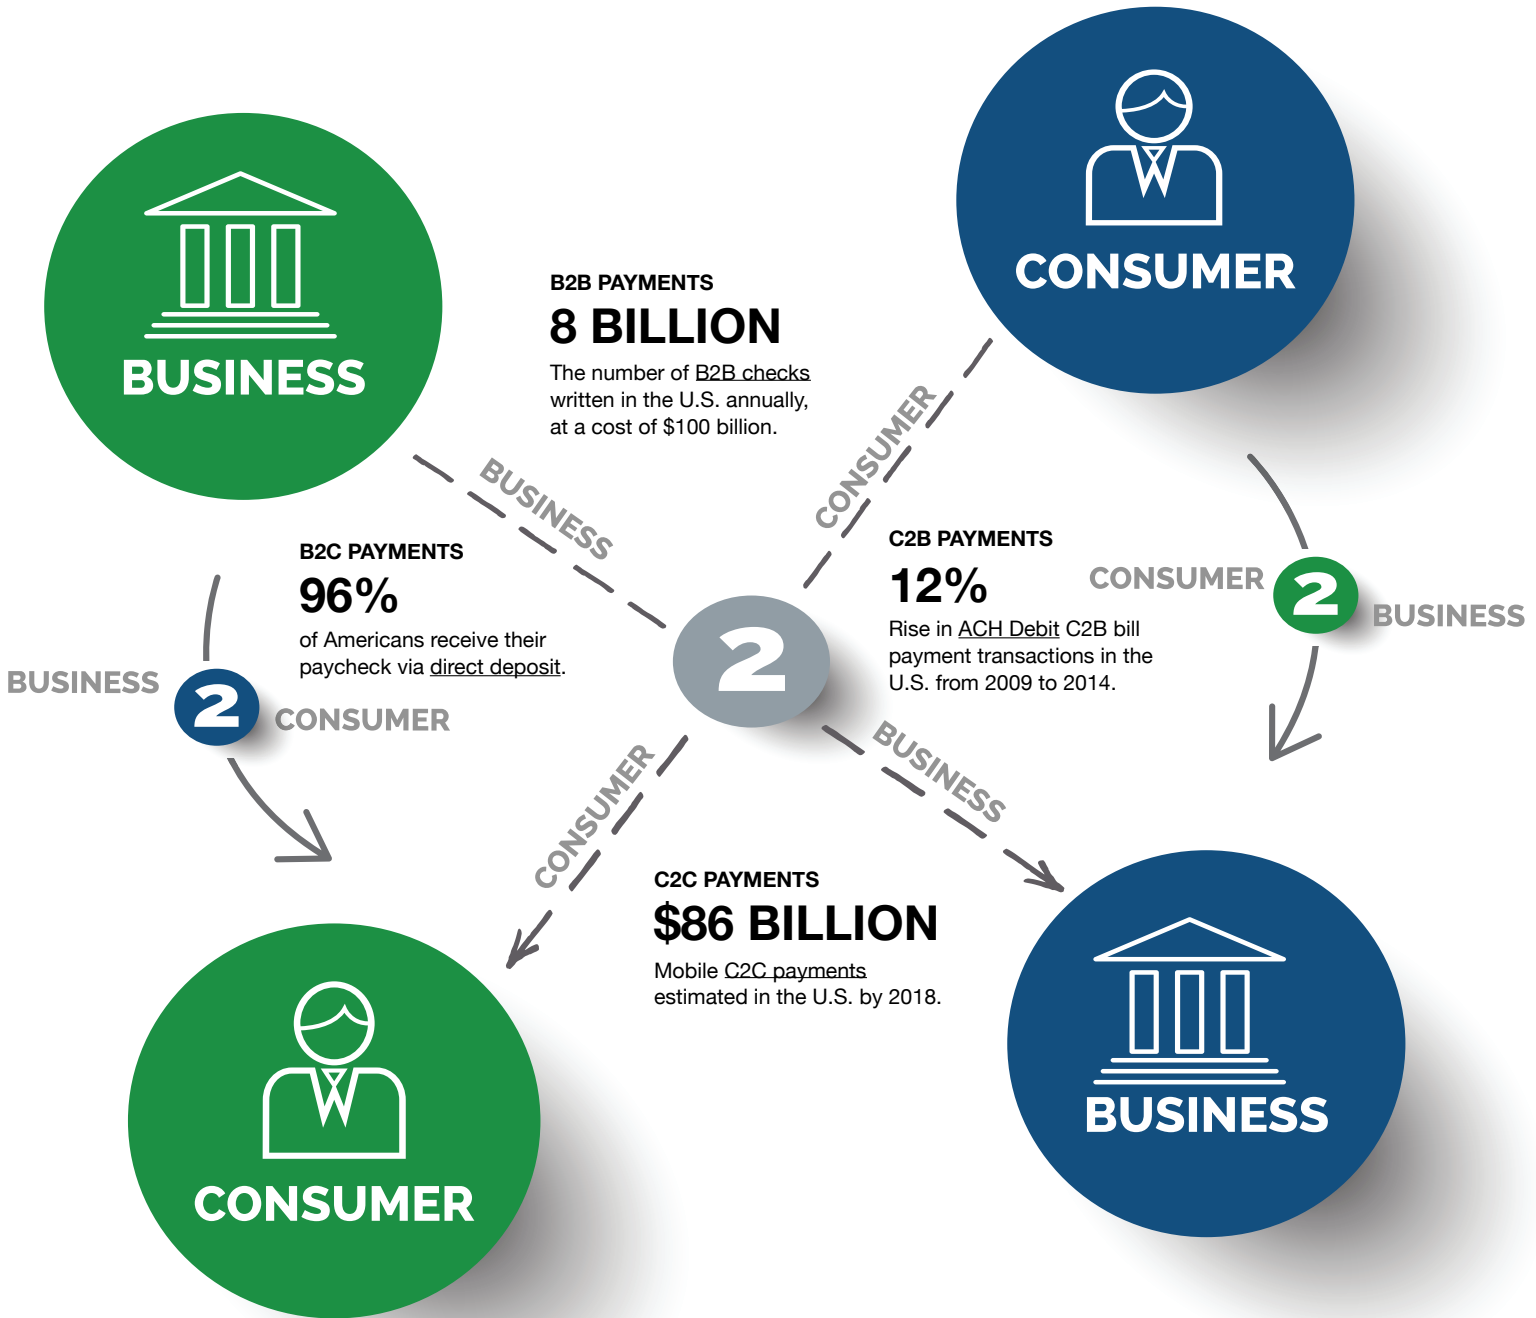 CONSUMER
BUSINESS
B2B PAYMENTS
8 BILLION
The number of B2B checks
written in the U.S. annually,
at a cost of $100 billion.
BUSINESS
CONSUMER
B2C PAYMENTS
96%
of Americans receive their
paycheck via direct deposit.
BUSINESS
2
CONSUMER
2
C2B PAYMENTS
12%
Rise in ACH Debit C2B bill
payment transactions in the
U.S. from 2009 to 2014.
CONSUMER
2
BUSINESS
CONSUMER
BUSINESS
C2C PAYMENTS
$86 BILLION
Mobile C2C payments
estimated in the U.S. by 2018.
CONSUMER
BUSINESS